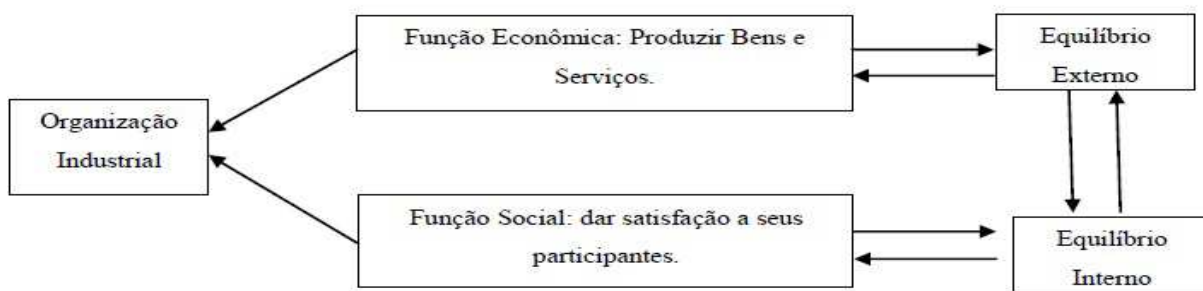 Função Econômica: Produzir Bens e
Serviços.
Equilíbrio
Externo
Organização
Industrial
Função Social: dar satisfação a seus
participantes.
Equilíbrio
Interno